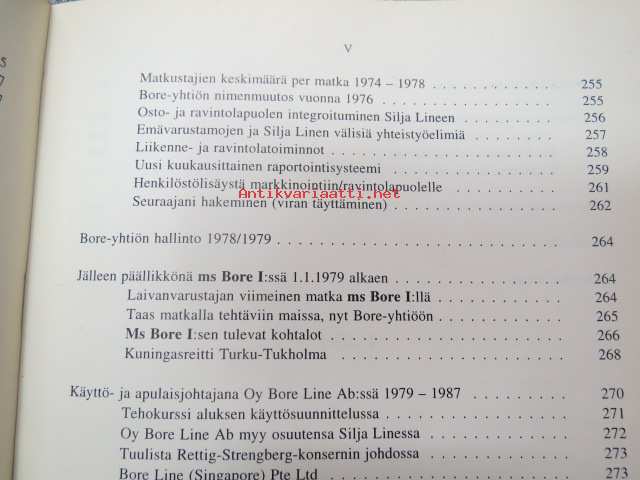 V
Matkustajien keskimäärä per matka 1974 – 1978 . . . . . . . . . . . . 255
Bore-yhtiön nimenmuutos vuonna 1976 . . . . . . . . . . . . . . . . . 255
Osto- ja ravintolapuolen integroituminen Silja Lineen . . . . . . . . 256
Emävarustamojen ja Silja Linen välisiä yhteistyöelimiä . . . . . . . . 257
Liikenne- ja ravintolatoiminnot . . . . . . . . . . . . . . . . . . . . 258
Uusi kuukausittainen raportointisysteemi . . . . . . . . . . . . . . . 259
Henkilöstölisäystä markkinointiin/ravintolapuolelle . . . . . . . . . 261
Antikvariaatti.net
Seuraajani hakeminen (viran täyttäminen) . . . . . . . . . . . . . . . 262
Bore-yhtiön hallinto 1978/1979 . . . . . . . . . . . . . . . . . . . . . 264
Jälleen päällikkönä ms Bore I:ssä 1.1.1979 alkaen . . . . . . . . . . . 264
Laivanvarustajan viimeinen matka ms Bore I:llä . . . . . . . . . . . 264
Taas matkalla tehtäviin maissa, nyt Bore-yhtiöön . . . . . . . . . . 265
Ms Bore I:sen tulevat kohtalot . . . . . . . . . . . . . . . . . . . . . 266
Kuningasreitti Turku-Tukholma . . . . . . . . . . . . . . . . . . . . . 268
Käyttö- ja apulaisjohtajana Oy Bore Line Ab:ssä 1979 – 1987 . . . . . . . 270
Tehokurssi aluksen käyttösuunnittelussa . . . . . . . . . . . . . . . . 271
Oy Bore Line Ab myy osuutensa Silja Linessa . . . . . . . . . . . . . 272
Tuulista Rettig-Strengberg-konsernin johdossa . . . . . . . . . . . . 273
Bore Line (Singapore) Pte Ltd . . . . . . . . . . . . . . . . . . . . . 273